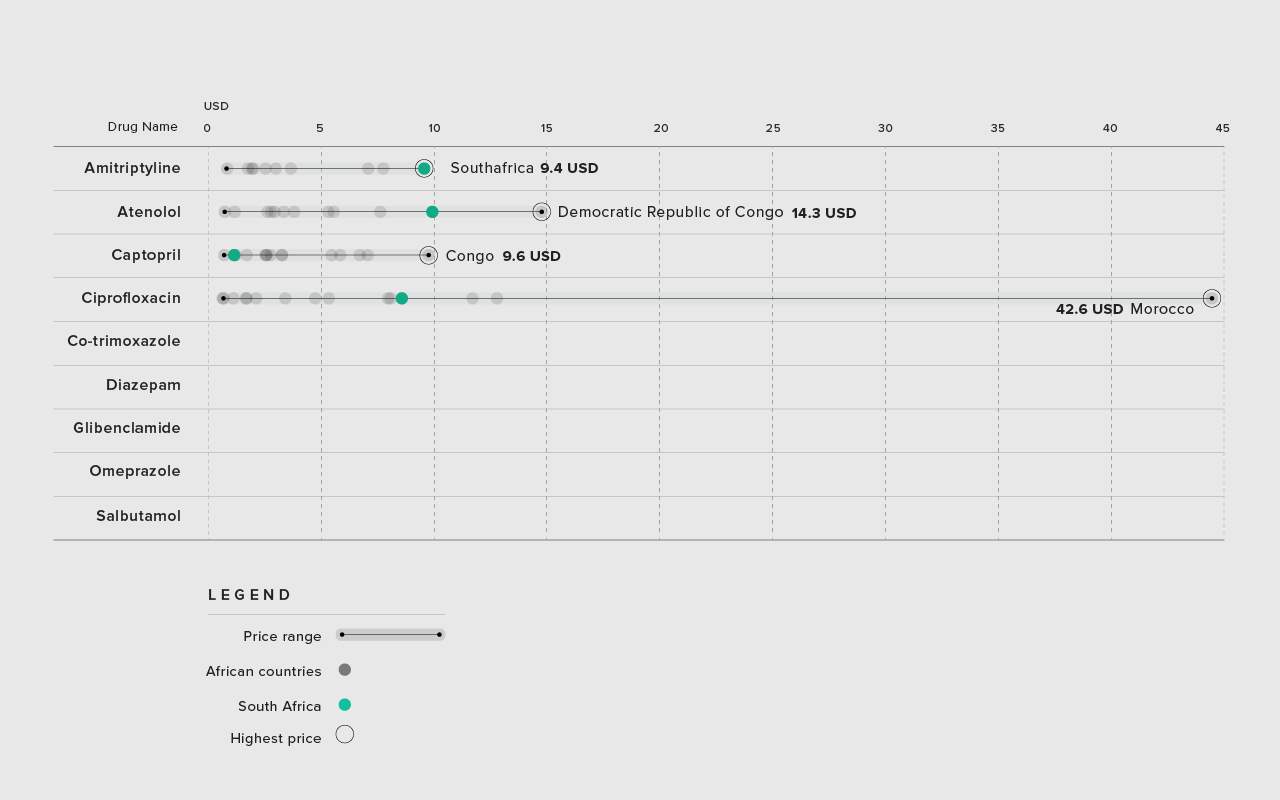 USD
Drug Name 0 5 10 15 20 25 30 35 40 45
Amitriptyline Southafrica 9.4 USD
Atenolol Democratic Republic of Congo 14.3 USD
Captopril Congo 9.6 USD
Ciprofloxacin
42.6 USD Morocco
Co-trimoxazole
Diazepam
Glibenclamide
Omeprazole
Salbutamol
LEGEND
Price range
African countries
South Africa
Highest price